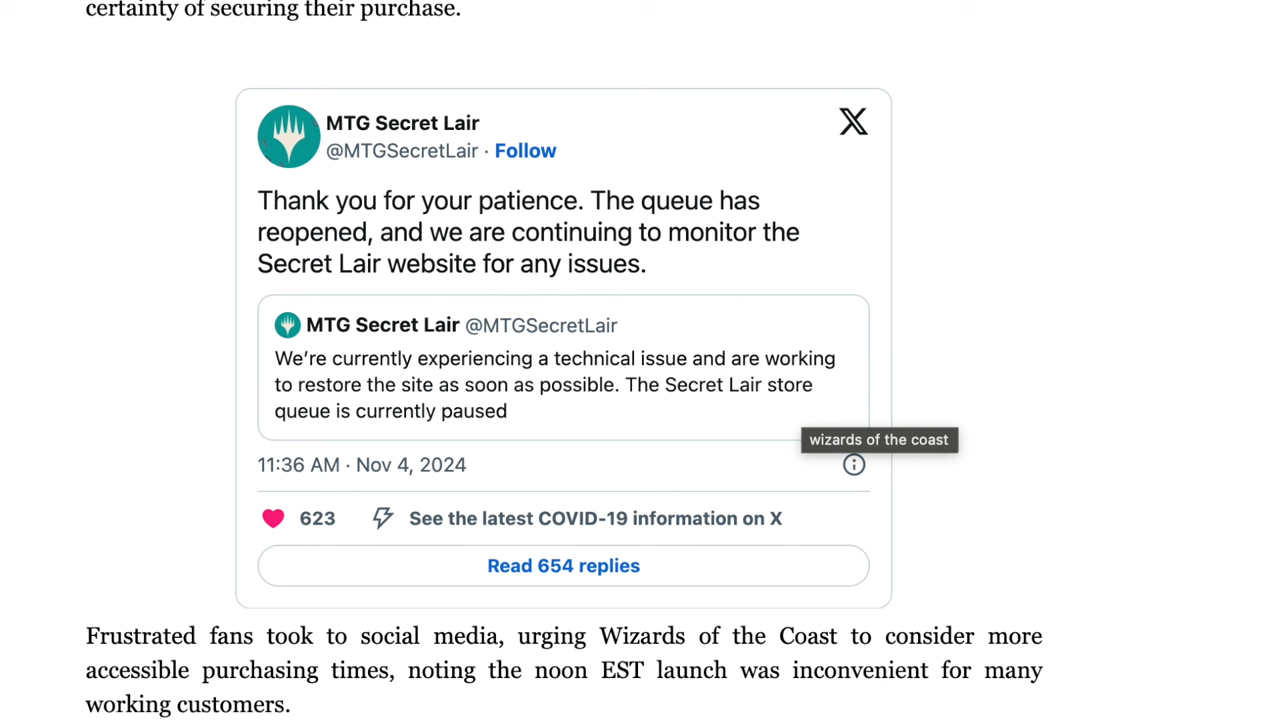 certainty of securing their purchase.
MTG Secret Lair
@MTGSecretLair · Follow
Thank you for your patience. The queue has
reopened, and we are continuing to monitor the
Secret Lair website for any issues.
MTG Secret Lair @MTGSecretLair
We’re currently experiencing a technical issue and are working
to restore the site as soon as possible. The Secret Lair store
queue is currently paused
wizards of the coast
11:36 AM · Nov 4, 2024
623 See the latest COVID-19 information on X
Read 654 replies
Frustrated fans took to social media, urging Wizards of the Coast to consider more
accessible purchasing times, noting the noon EST launch was inconvenient for many
working customers.